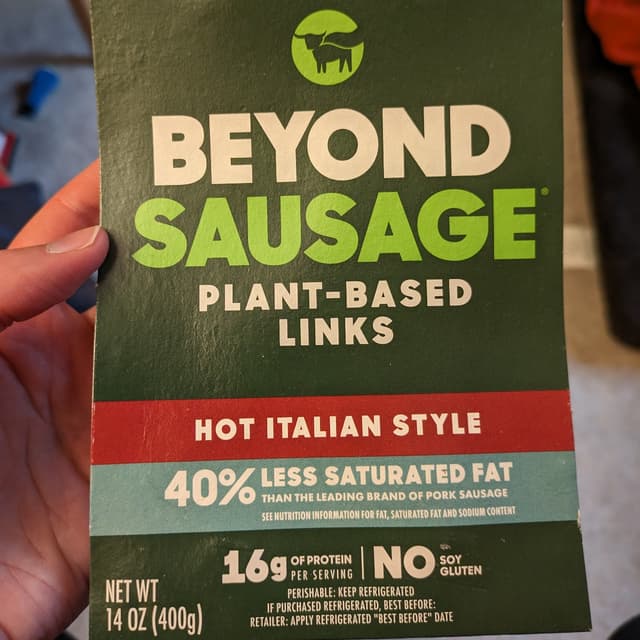 BEYOND
SAUSAGE®
PLANT-BASED
LINKS
HOT ITALIAN STYLE
40% LESS SATURATED FAT
THAN THE LEADING BRAND OF PORK SAUSAGE
SEE NUTRITION INFORMATION FOR FAT, SATURATED FAT AND SODIUM CONTENT
16g OF PROTEIN PER SERVING | NO SOY GLUTEN
PERISHABLE: KEEP REFRIGERATED
IF PURCHASED REFRIGERATED, BEST BEFORE:
RETAILER: APPLY REFRIGERATED "BEST BEFORE" DATE
NET WT
14 OZ (400g)